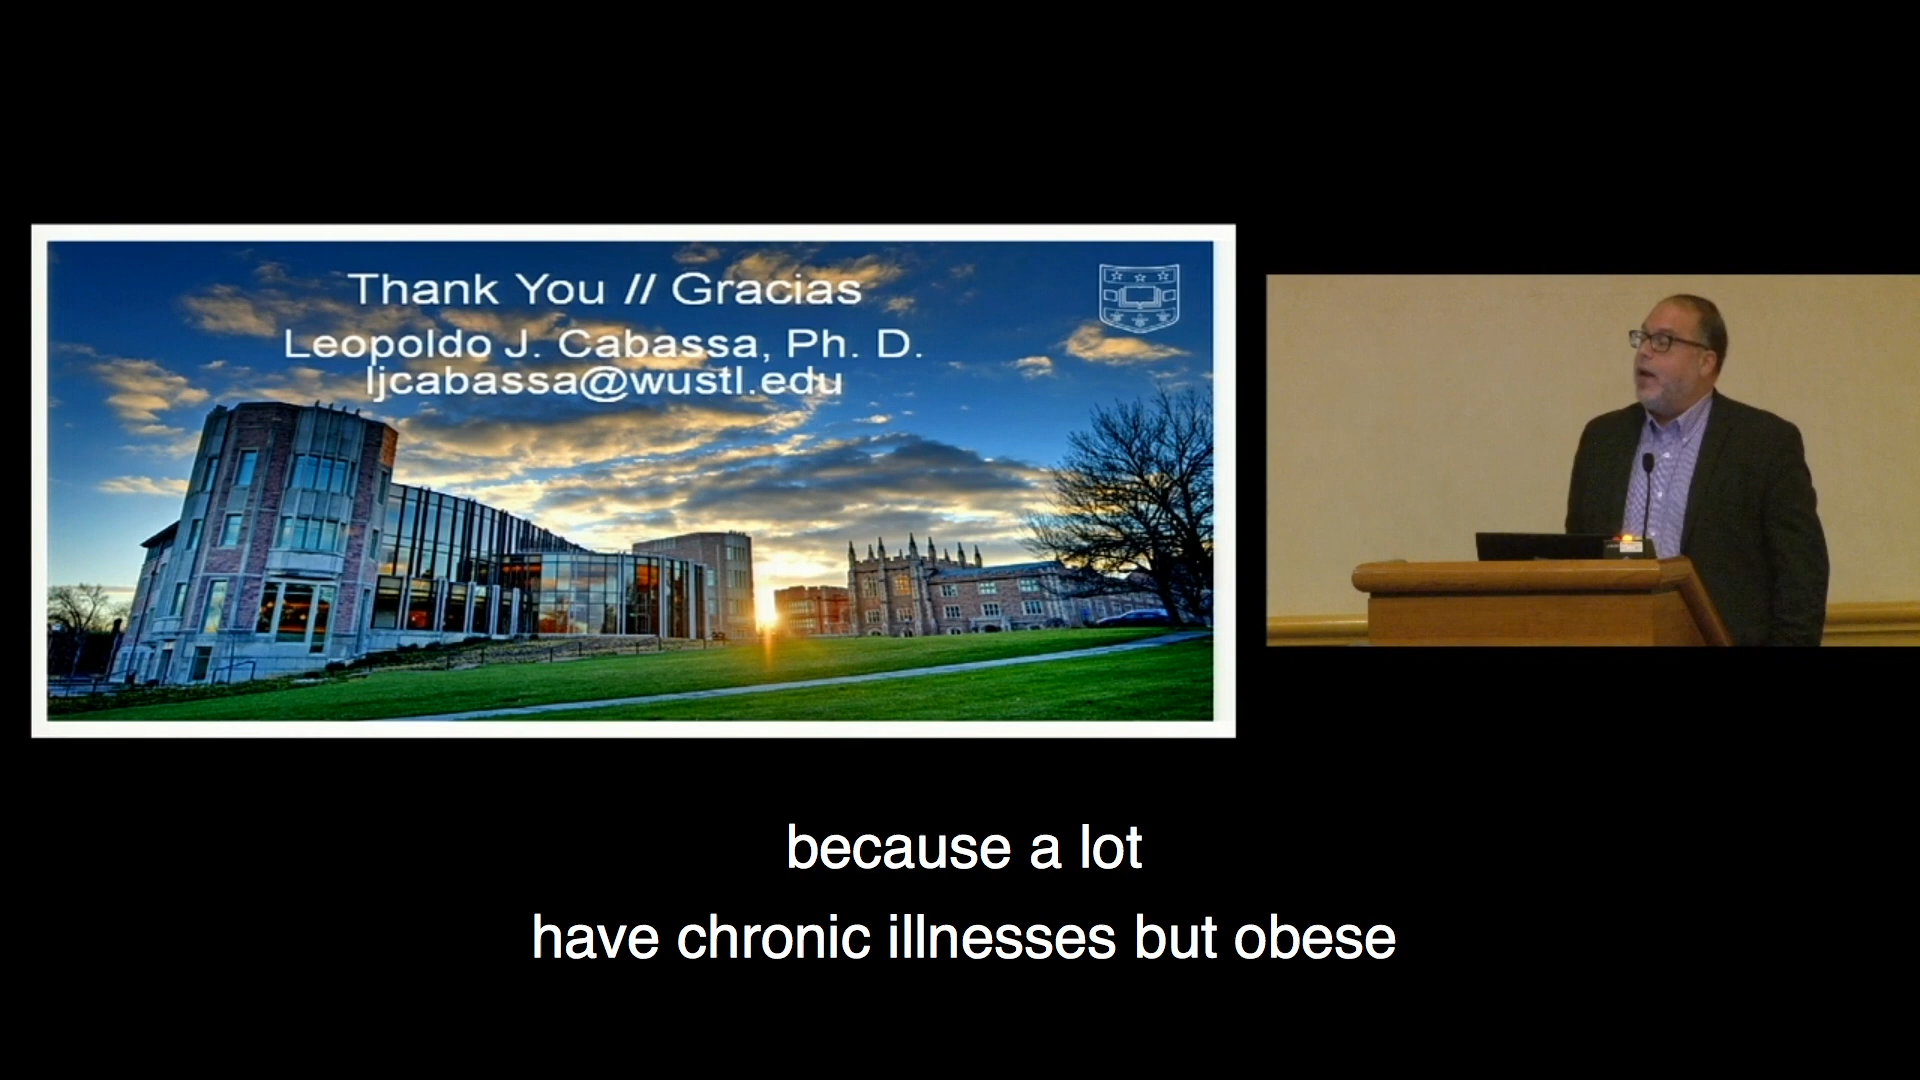 Thank You // Gracias
Leopoldo J. Cabassa, Ph. D.
ljcabassa@wustl.edu
because a lot
have chronic illnesses but obese